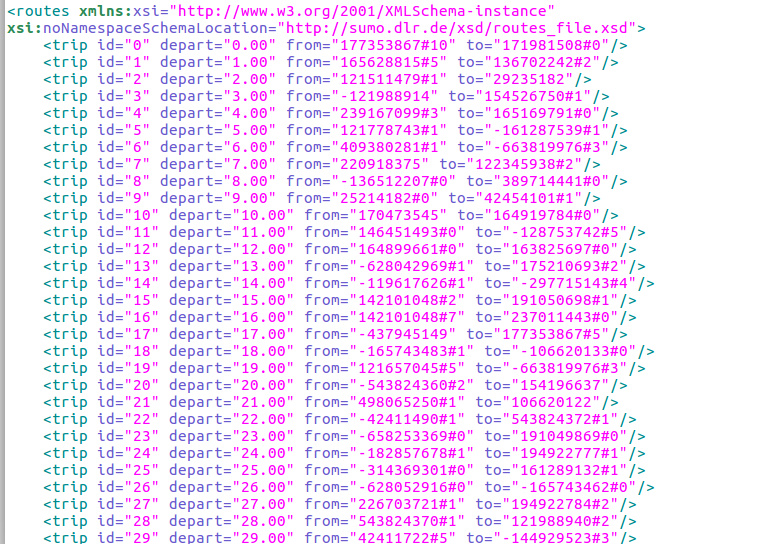 <routes xmlns:xsi="http://www.w3.org/2001/XMLSchema-instance"
xsi:noNamespaceSchemaLocation="http://sumo.dlr.de/xsd/routes_file.xsd">
<trip id="0" depart="0.00" from="177353867#10" to="171981508#0"/>
<trip id="1" depart="1.00" from="165628815#5" to="136702242#2"/>
<trip id="2" depart="2.00" from="121511479#1" to="29235182"/>
<trip id="3" depart="3.00" from="-121988914" to="154526750#1"/>
<trip id="4" depart="4.00" from="239167099#3" to="165169791#0"/>
<trip id="5" depart="5.00" from="121778743#1" to="-161287539#1"/>
<trip id="6" depart="6.00" from="409380281#1" to="-663819976#3"/>
<trip id="7" depart="7.00" from="220918375" to="122345938#2"/>
<trip id="8" depart="8.00" from="-136512207#0" to="389714441#0"/>
<trip id="9" depart="9.00" from="25214182#0" to="42454101#1"/>
<trip id="10" depart="10.00" from="170473545" to="164919784#0"/>
<trip id="11" depart="11.00" from="146451493#0" to="-128753742#5"/>
<trip id="12" depart="12.00" from="164899661#0" to="163825697#0"/>
<trip id="13" depart="13.00" from="-628042969#1" to="175210693#2"/>
<trip id="14" depart="14.00" from="-119617626#1" to="-297715143#4"/>
<trip id="15" depart="15.00" from="142101048#2" to="191050698#1"/>
<trip id="16" depart="16.00" from="142101048#7" to="237011443#0"/>
<trip id="17" depart="17.00" from="-437945149" to="177353867#5"/>
<trip id="18" depart="18.00" from="-165743483#1" to="-106620133#0"/>
<trip id="19" depart="19.00" from="121657045#5" to="-663819976#3"/>
<trip id="20" depart="20.00" from="-543824360#2" to="154196637"/>
<trip id="21" depart="21.00" from="498065250#1" to="106620122"/>
<trip id="22" depart="22.00" from="-42411490#1" to="543824372#1"/>
<trip id="23" depart="23.00" from="-658253369#0" to="191049869#0"/>
<trip id="24" depart="24.00" from="-182857678#1" to="194922777#1"/>
<trip id="25" depart="25.00" from="-314369301#0" to="161289132#1"/>
<trip id="26" depart="26.00" from="-628052916#0" to="-165743462#0"/>
<trip id="27" depart="27.00" from="226703721#1" to="194922784#2"/>
<trip id="28" depart="28.00" from="543824370#1" to="121988940#2"/>
<trip id="29" depart="29.00" from="42411722#5" to="-144929523#3"/>